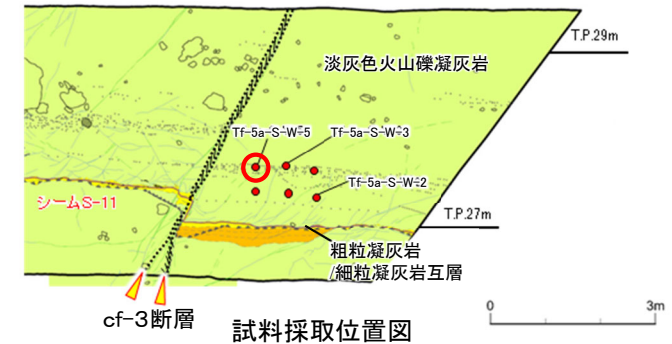 T.P.29m
淡灰色火山礫凝灰岩
Tf-5a-S-W-5
Tf-5a-S-W-3
Tf-5a-S-W-2
シームS-11
T.P.27m
粗粒凝灰岩
/細粒凝灰岩互層
cf-3断層
試料採取位置図
0
3m